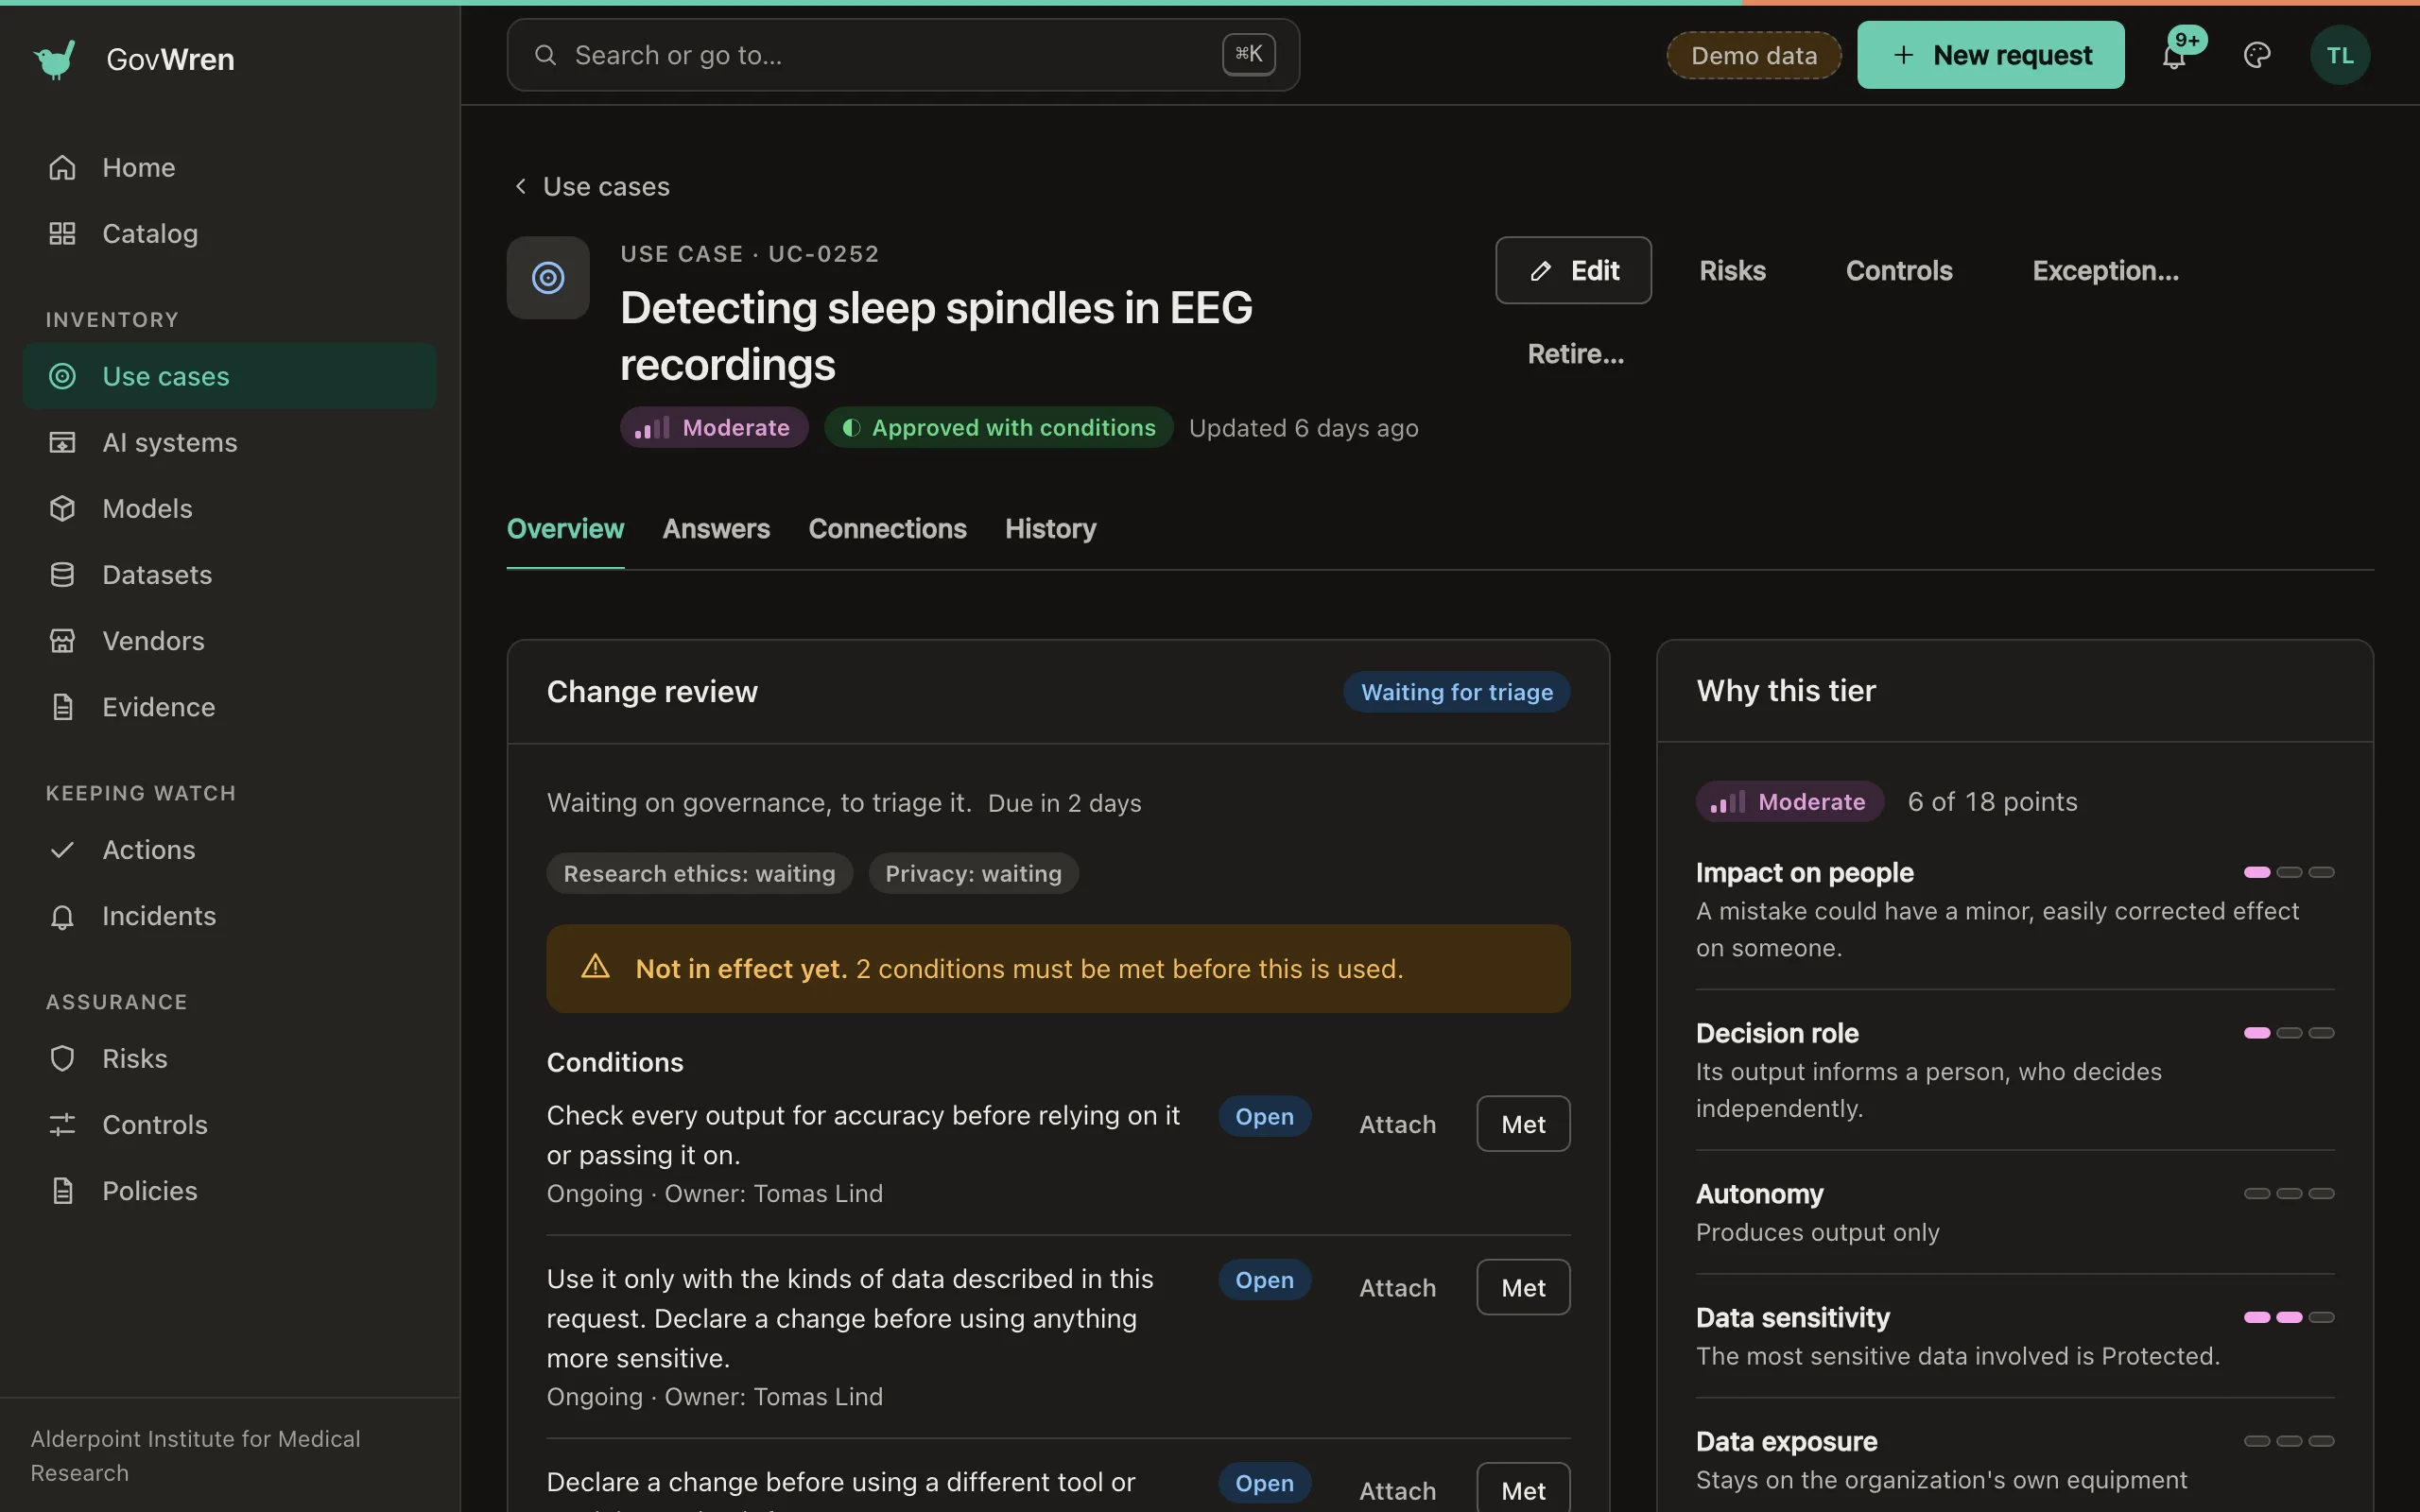 GovWren
Search or go to...
⌘K
Demo data
New request
9+
TL
Home
Catalog
INVENTORY
Use cases
AI systems
Models
Datasets
Vendors
Evidence
KEEPING WATCH
Actions
Incidents
ASSURANCE
Risks
Controls
Policies
Alderpoint Institute for Medical
Research
Use cases
USE CASE · UC-0252
Detecting sleep spindles in EEG
recordings
Moderate
Approved with conditions
Updated 6 days ago
Edit
Risks
Controls
Exception...
Retire...
Overview
Answers
Connections
History
Change review
Waiting for triage
Waiting on governance, to triage it. Due in 2 days
Research ethics: waiting
Privacy: waiting
Not in effect yet. 2 conditions must be met before this is used.
Conditions
Check every output for accuracy before relying on it
or passing it on.
Ongoing · Owner: Tomas Lind
Open
Attach
Met
Use it only with the kinds of data described in this
request. Declare a change before using anything
more sensitive.
Ongoing · Owner: Tomas Lind
Open
Attach
Met
Declare a change before using a different tool or
Open
Attach
Met
Why this tier
Moderate
6 of 18 points
Impact on people
A mistake could have a minor, easily corrected effect
on someone.
Decision role
Its output informs a person, who decides
independently.
Autonomy
Produces output only
Data sensitivity
The most sensitive data involved is Protected.
Data exposure
Stays on the organization's own equipment